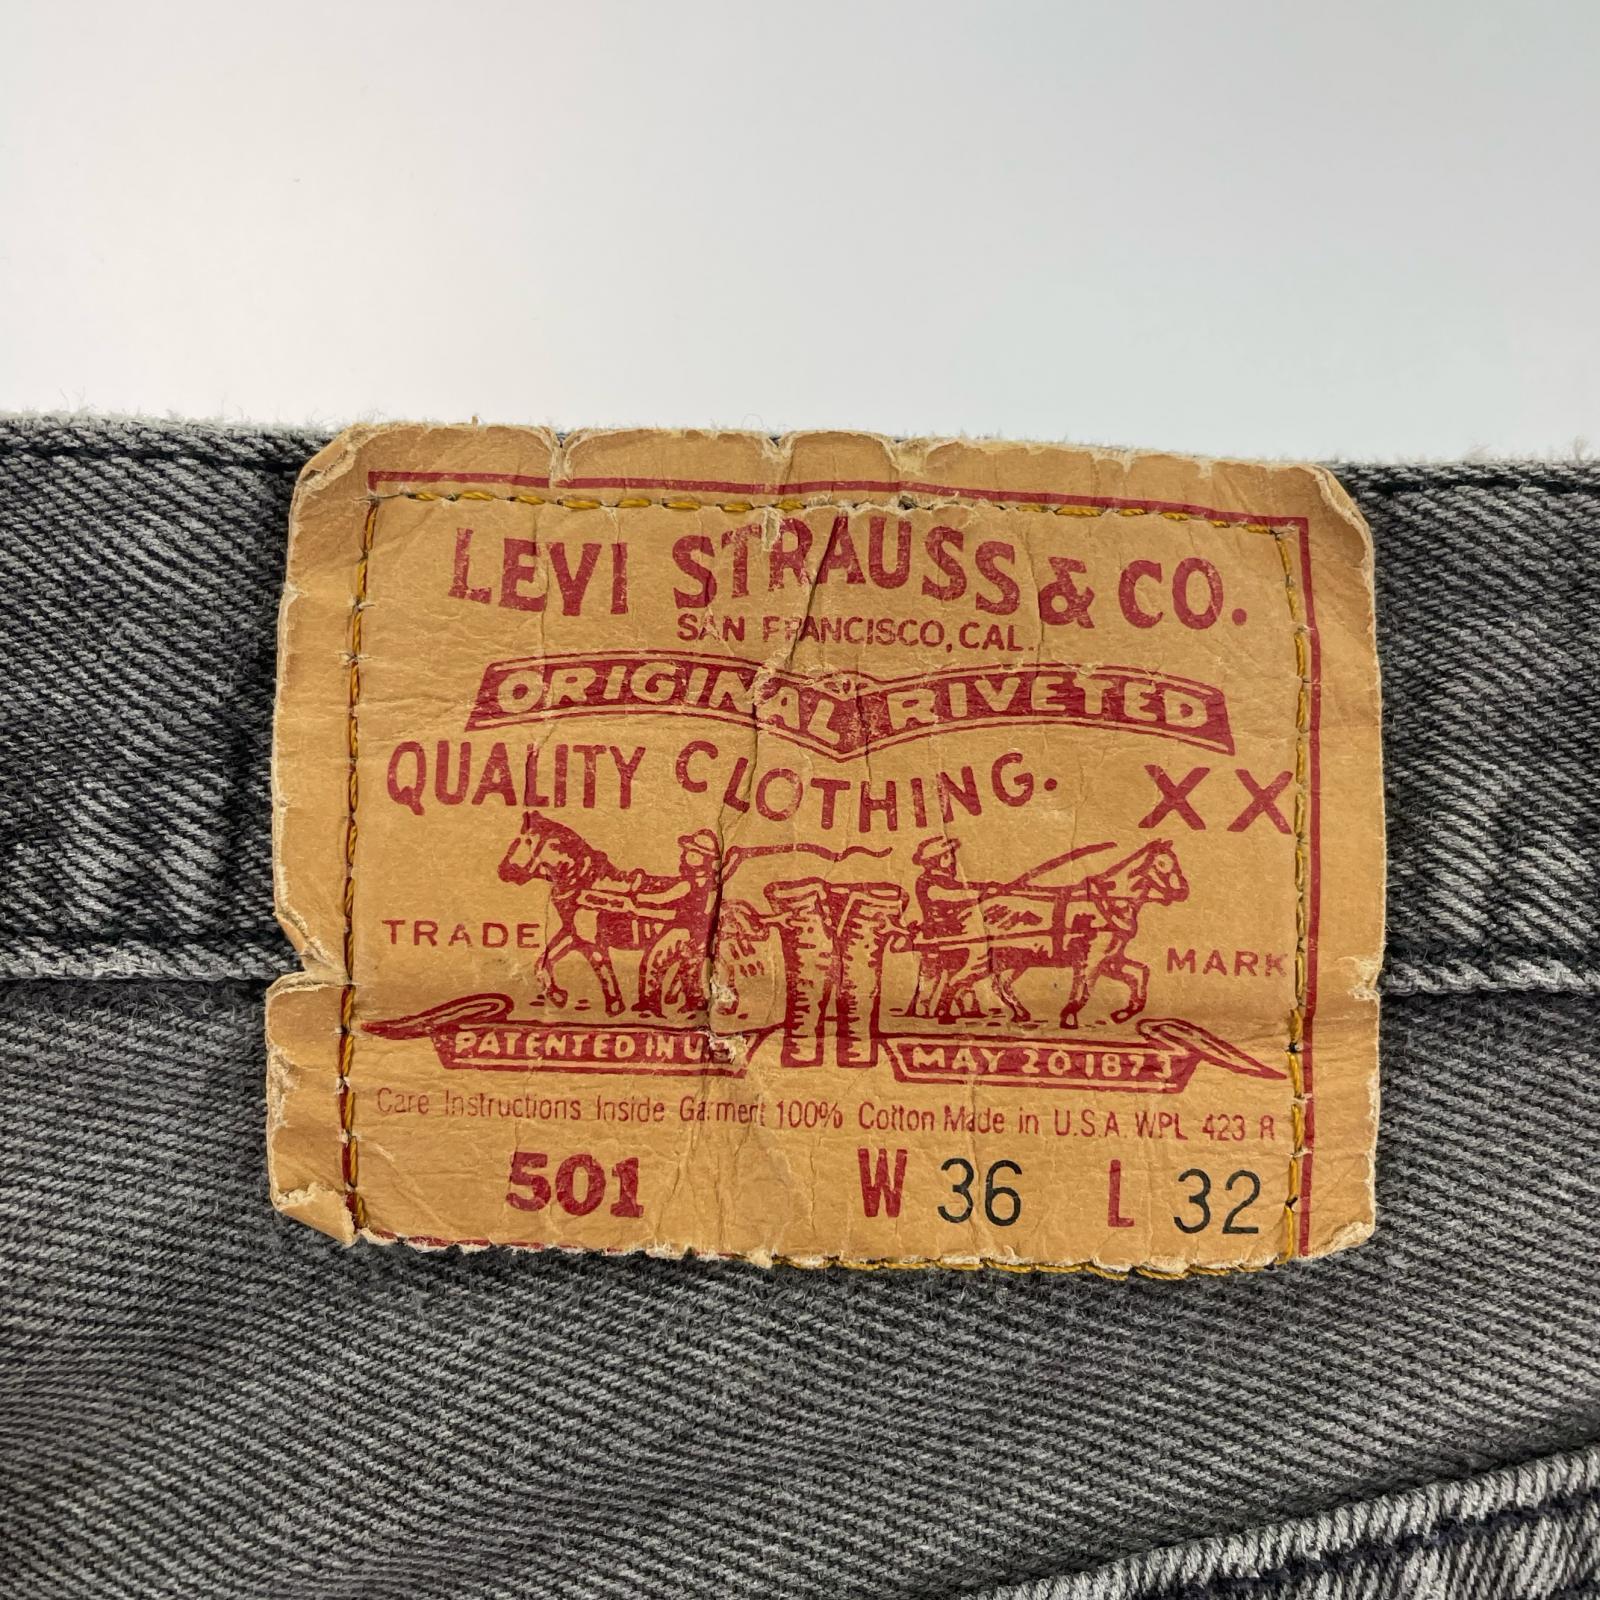 LEVI STRAUSS & CO.
SAN FRANCISCO, CAL.
ORIGINAL RIVETED
QUALITY CLOTHING. XX
TRADE MARK
PATENTED IN U.S.
MAY 20 1873
Care Instructions Inside Garment 100% Cotton Made in U.S.A. WPL 423 R
501 W 36 L 32